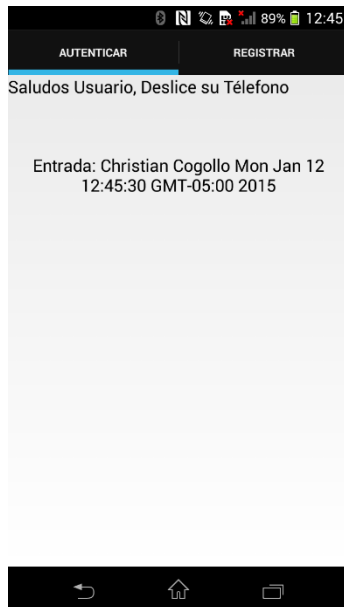 89% 12:45
AUTENTICAR REGISTRAR
Saludos Usuario, Deslice su Télefono
Entrada: Christian Cogollo Mon Jan 12
12:45:30 GMT-05:00 2015